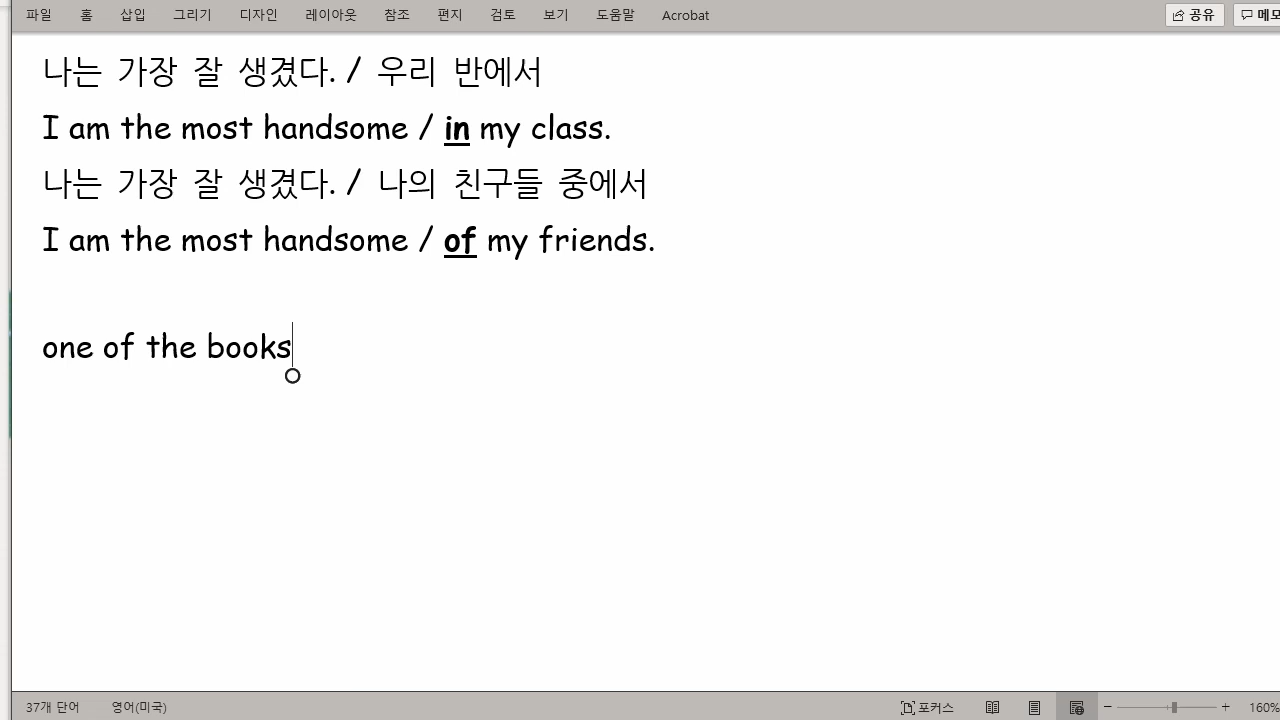 파일 홈 삽입 그리기 디자인 레이아웃 참조 편지 검토 보기 도움말 Acrobat 공유 메모
나는 가장 잘 생겼다. / 우리 반에서
I am the most handsome / in my class.
나는 가장 잘 생겼다. / 나의 친구들 중에서
I am the most handsome / of my friends.
one of the books
37개 단어 영어(미국) 포커스 160%